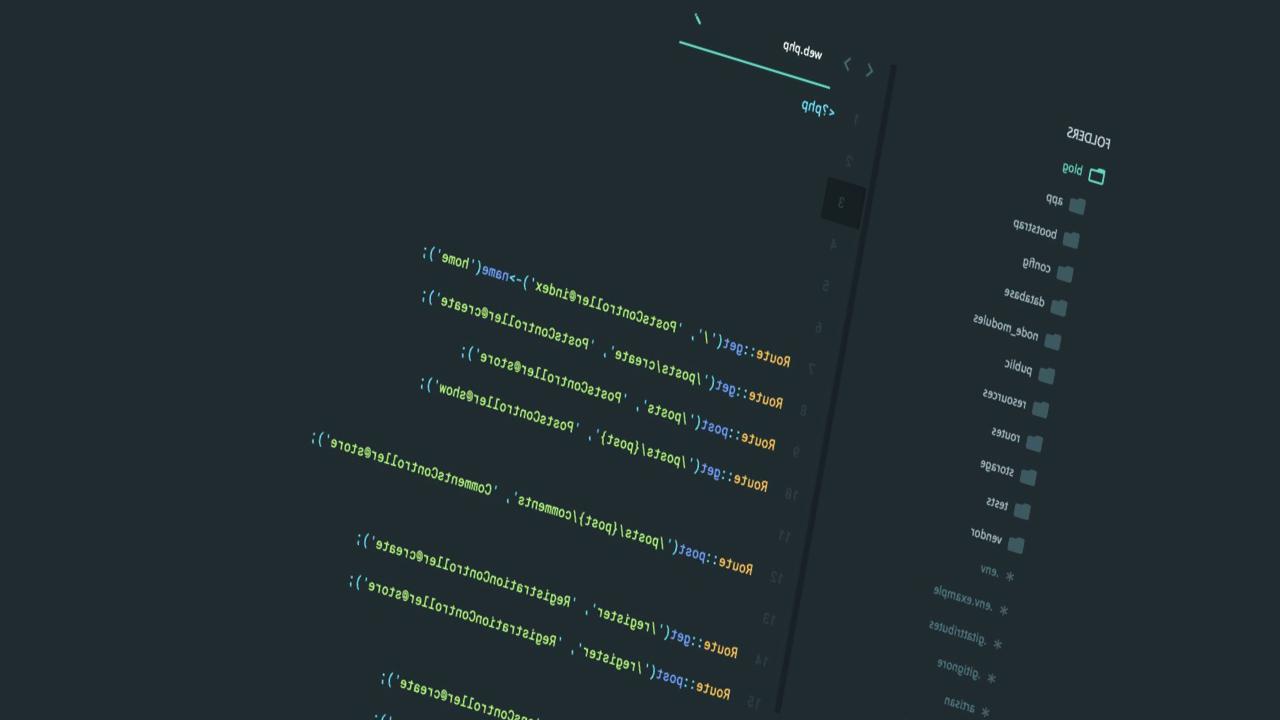 FOLDERS
blog
app
bootstrap
config
database
node_modules
public
resources
routes
storage
tests
vendor
.env
.env.example
.gitattributes
.gitignore
artisan
web.php
1 <?php
2
3
4
5
6
7 Route::get('/', 'PostsController@index')->name('home');
8 Route::get('/posts/create', 'PostsController@create');
9 Route::post('/posts', 'PostsController@store');
10 Route::get('/posts/{post}', 'PostsController@show');
11
12 Route::post('/posts/{post}/comments', 'CommentsController@store');
13
14 Route::get('/register', 'RegistrationController@create');
15 Route::post('/register', 'RegistrationController@store');
Controller@create');